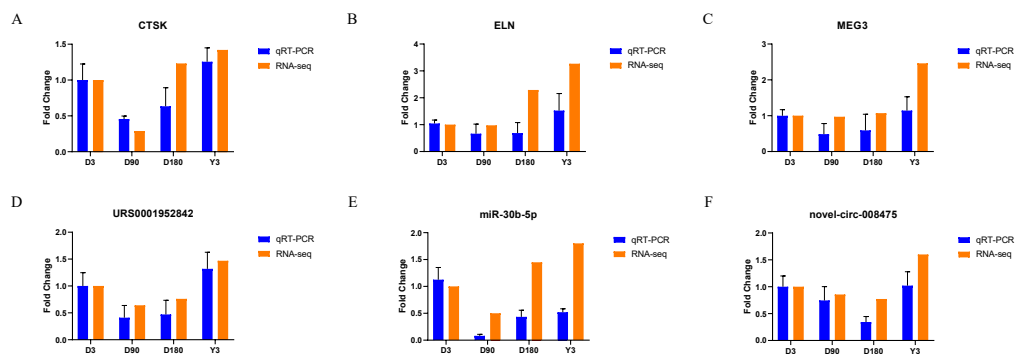 A
CTSK
Fold Change
1.5
1.0
0.5
0.0
D3 D90 D180 Y3
qRT-PCR
RNA-seq
B
ELN
Fold Change
4
3
2
1
0
D3 D90 D180 Y3
qRT-PCR
RNA-seq
C
MEG3
Fold Change
3
2
1
0
D3 D90 D180 Y3
qRT-PCR
RNA-seq
D
URS0001952842
Fold Change
2.0
1.5
1.0
0.5
0.0
D3 D90 D180 Y3
qRT-PCR
RNA-seq
E
miR-30b-5p
Fold Change
2.0
1.5
1.0
0.5
0.0
D3 D90 D180 Y3
qRT-PCR
RNA-seq
F
novel-circ-008475
Fold Change
2.0
1.5
1.0
0.5
0.0
D3 D90 D180 Y3
qRT-PCR
RNA-seq